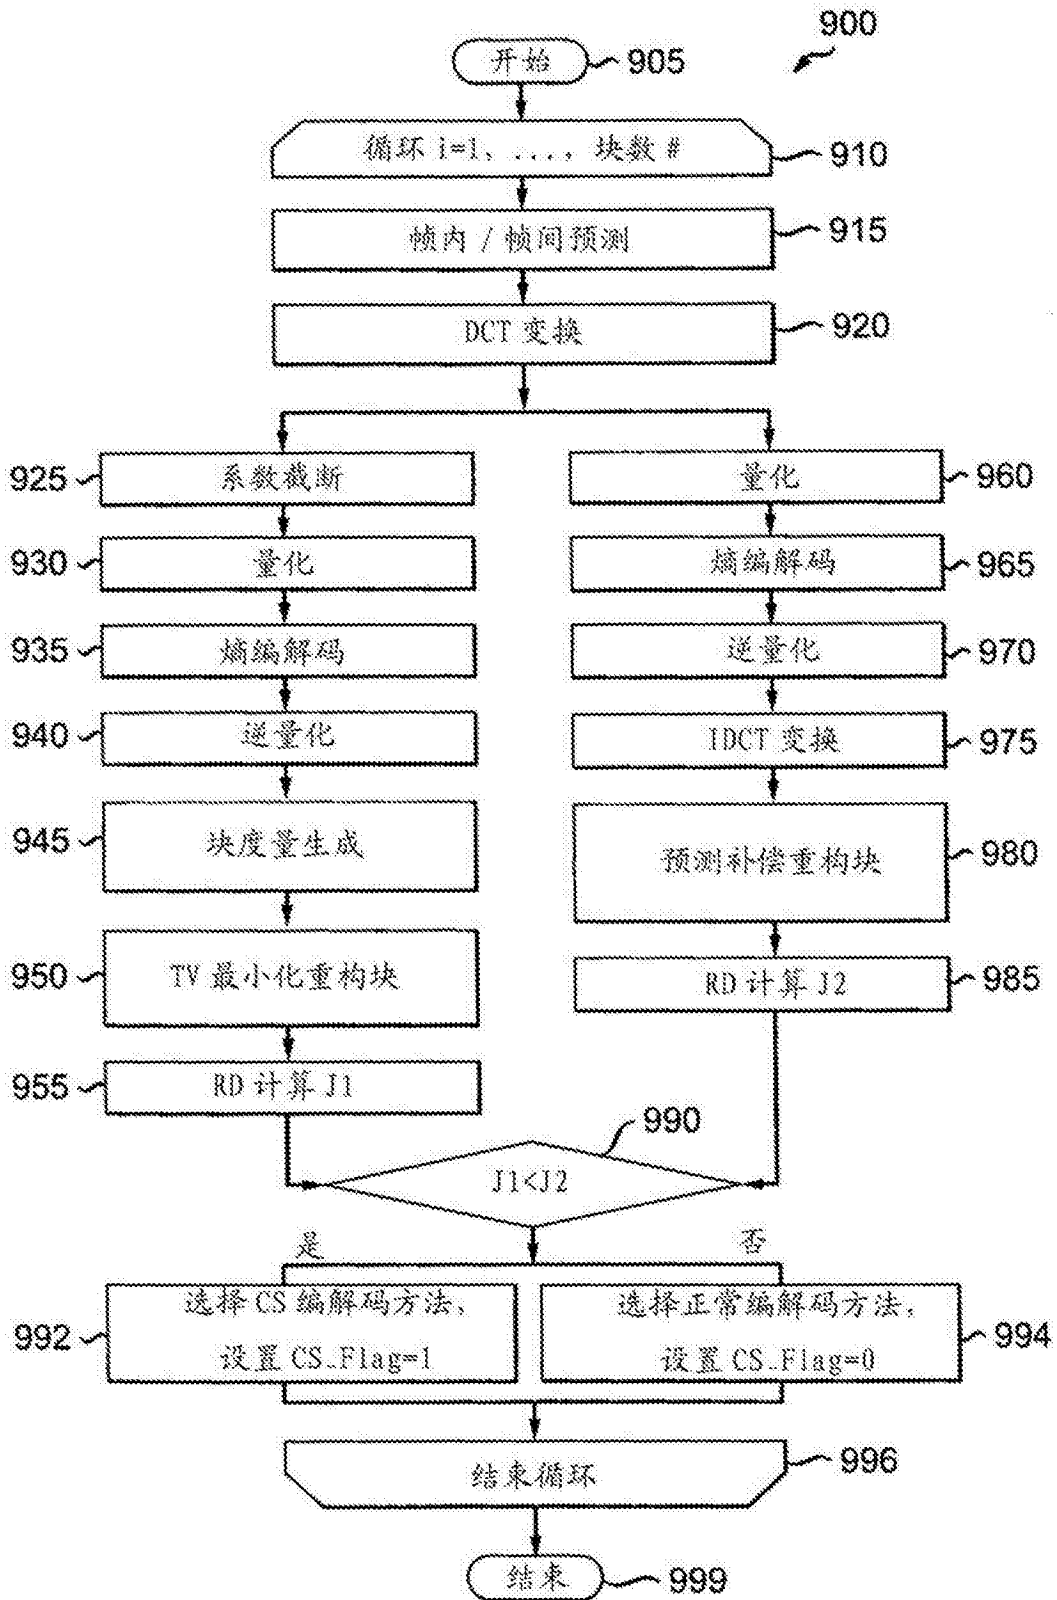 900
开始 905
循环 i=1、...，块数 # 910
帧内 / 帧间预测 915
DCT 变换 920
925 系数截断
量化 960
930 量化
熵编解码 965
935 熵编解码
逆量化 970
940 逆量化
IDCT 变换 975
945 块度量生成
预测补偿重构块 980
950 TV 最小化重构块
RD 计算 J2 985
955 RD 计算 J1
990
J1<J2
是
否
992 选择 CS 编解码方法、
设置 CS_Flag=1
选择正常编解码方法，
设置 CS_Flag=0 994
结束循环 996
结束 999